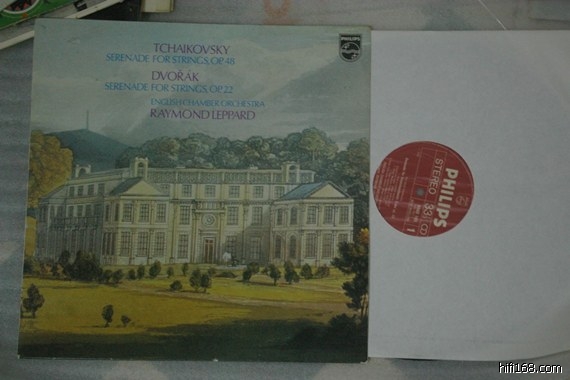 PHILIPS
TCHAIKOVSKY
SERENADE FOR STRINGS, OP.48
DVOŘÁK
SERENADE FOR STRINGS, OP.22
ENGLISH CHAMBER ORCHESTRA
RAYMOND LEPPARD
PHILIPS
STEREO 33
1
hifi168.com